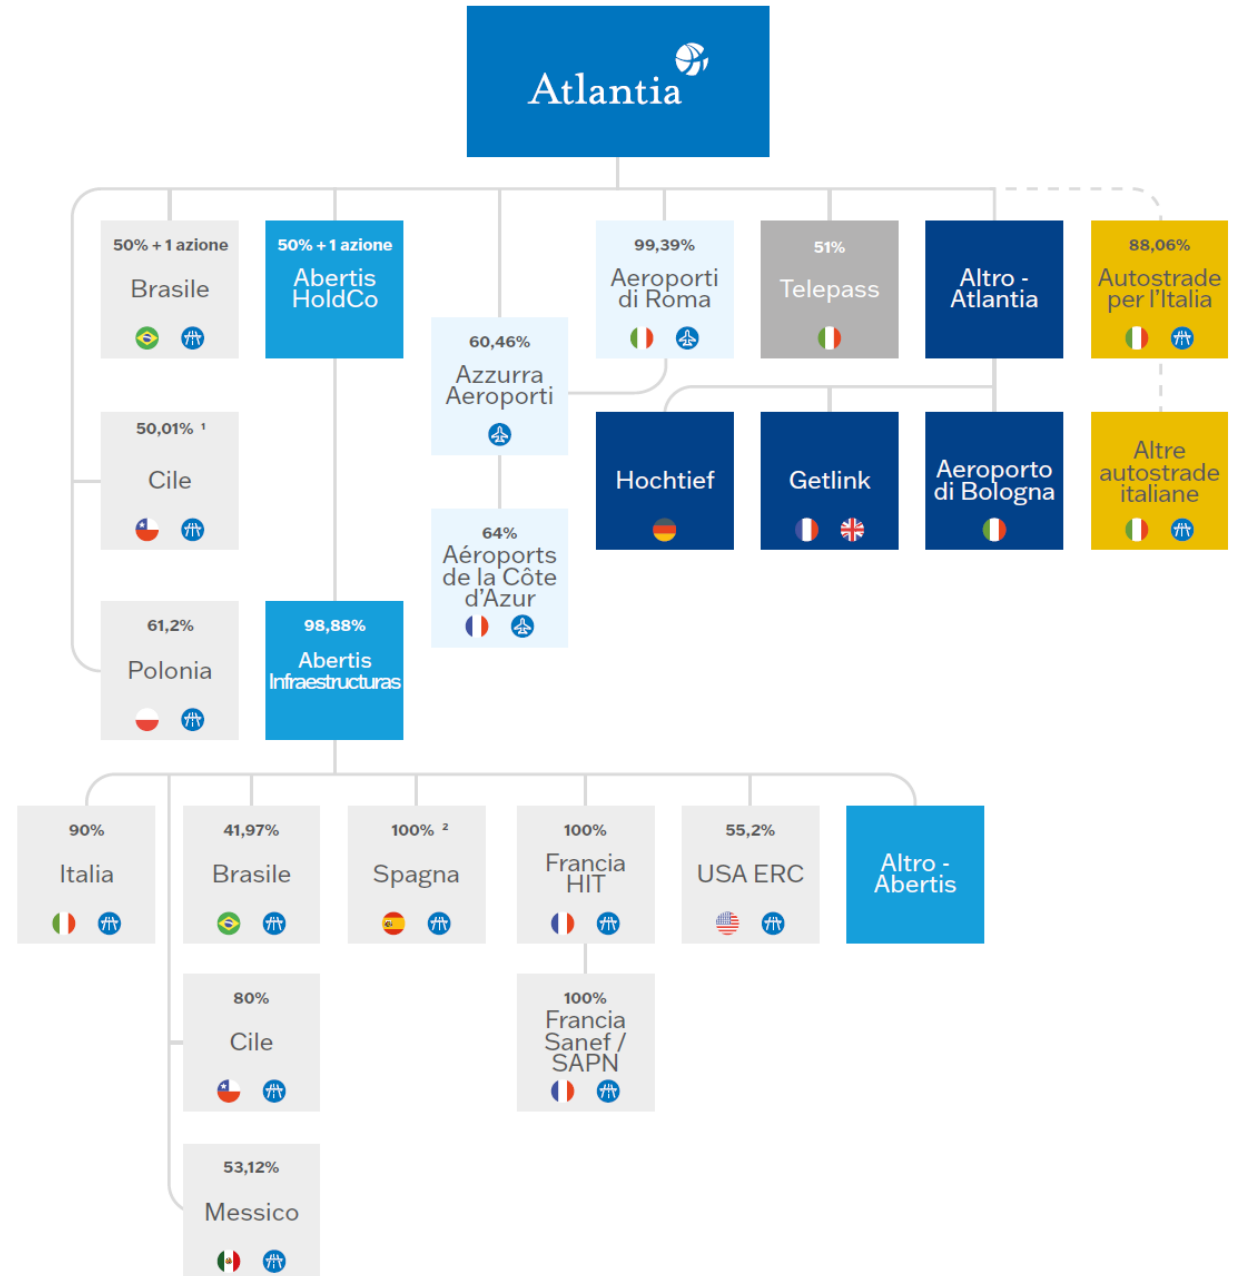 Atlantia
50% + 1 azione
Brasile
50% + 1 azione
Abertis
HoldCo
60,46%
Azzurra
Aeroporti
99,39%
Aeroporti
di Roma
51%
Telepass
Altro -
Atlantia
88,06%
Autostrade
per l'Italia
50,01% 1
Cile
Hochtief
Getlink
Aeroporto
di Bologna
Altre
autostrade
italiane
64%
Aéroports
de la Côte
d'Azur
61,2%
Polonia
98,88%
Abertis
Infraestructuras
90%
Italia
41,97%
Brasile
100% 2
Spagna
100%
Francia
HIT
55,2%
USA ERC
Altro -
Abertis
80%
Cile
100%
Francia
Sanef /
SAPN
53,12%
Messico